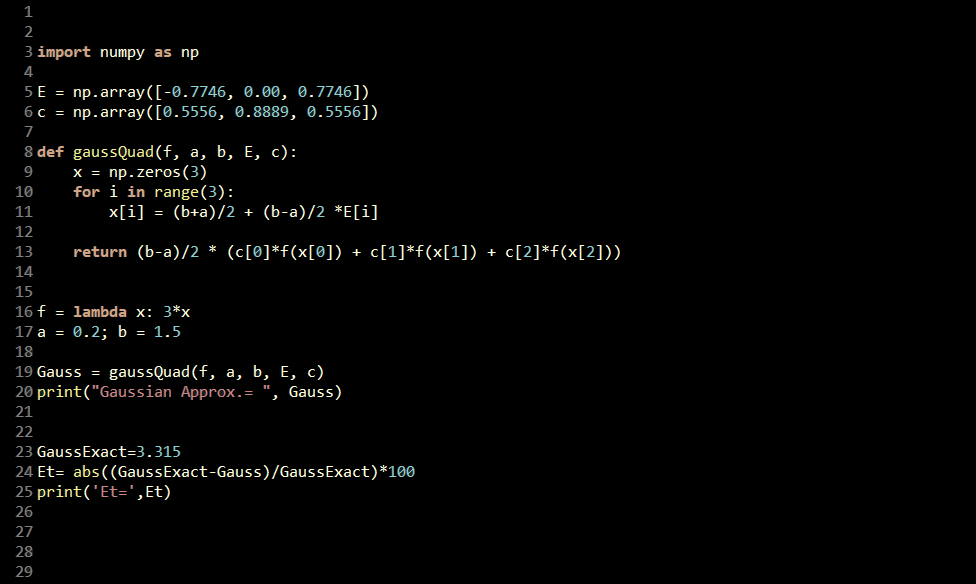 1
2
3 import numpy as np
4
5 E = np.array([-0.7746, 0.00, 0.7746])
6 c = np.array([0.5556, 0.8889, 0.5556])
7
8 def gaussQuad(f, a, b, E, c):
9     x = np.zeros(3)
10     for i in range(3):
11         x[i] = (b+a)/2 + (b-a)/2 *E[i]
12
13     return (b-a)/2 * (c[0]*f(x[0]) + c[1]*f(x[1]) + c[2]*f(x[2]))
14
15
16 f = lambda x: 3*x
17 a = 0.2; b = 1.5
18
19 Gauss = gaussQuad(f, a, b, E, c)
20 print("Gaussian Approx.= ", Gauss)
21
22
23 GaussExact=3.315
24 Et= abs((GaussExact-Gauss)/GaussExact)*100
25 print('Et=',Et)
26
27
28
29